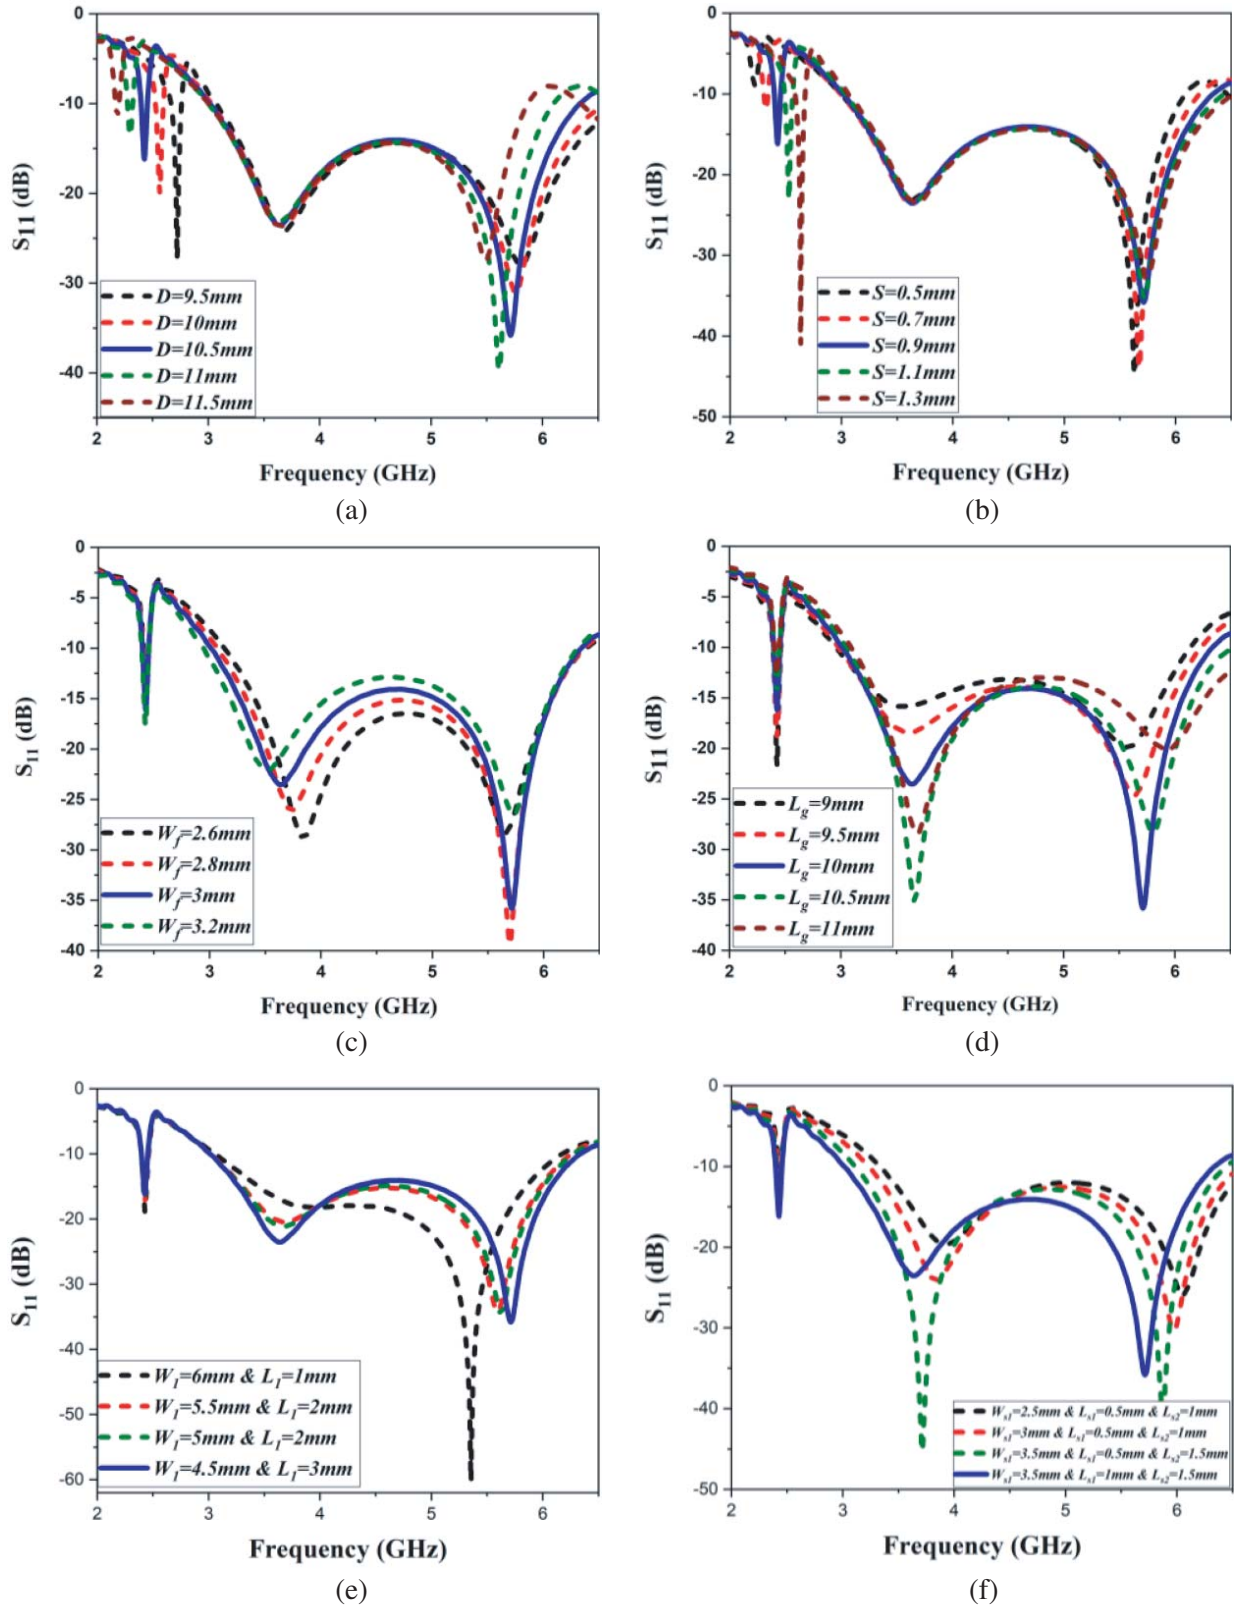 0
-10
-20
-30
-40
S11 (dB)
D=9.5mm
D=10mm
D=10.5mm
D=11mm
D=11.5mm
2 3 4 5 6
Frequency (GHz)
(a)
0
-10
-20
-30
-40
-50
S11 (dB)
S=0.5mm
S=0.7mm
S=0.9mm
S=1.1mm
S=1.3mm
2 3 4 5 6
Frequency (GHz)
(b)
0
-5
-10
-15
-20
-25
-30
-35
-40
S11 (dB)
Wf=2.6mm
Wf=2.8mm
Wf=3mm
Wf=3.2mm
2 3 4 5 6
Frequency (GHz)
(c)
0
-5
-10
-15
-20
-25
-30
-35
-40
S11 (dB)
Lg=9mm
Lg=9.5mm
Lg=10mm
Lg=10.5mm
Lg=11mm
2 3 4 5 6
Frequency (GHz)
(d)
0
-10
-20
-30
-40
-50
-60
S11 (dB)
W1=6mm & L1=1mm
W1=5.5mm & L1=2mm
W1=5mm & L1=2mm
W1=4.5mm & L1=3mm
2 3 4 5 6
Frequency (GHz)
(e)
0
-10
-20
-30
-40
-50
S11 (dB)
Ws1=2.5mm & Ls1=0.5mm & Ls2=1mm
Ws1=3mm & Ls1=0.5mm & Ls2=1mm
Ws1=3.5mm & Ls1=0.5mm & Ls2=1.5mm
Ws1=3.5mm & Ls1=1mm & Ls2=1.5mm
2 3 4 5 6
Frequency (GHz)
(f)